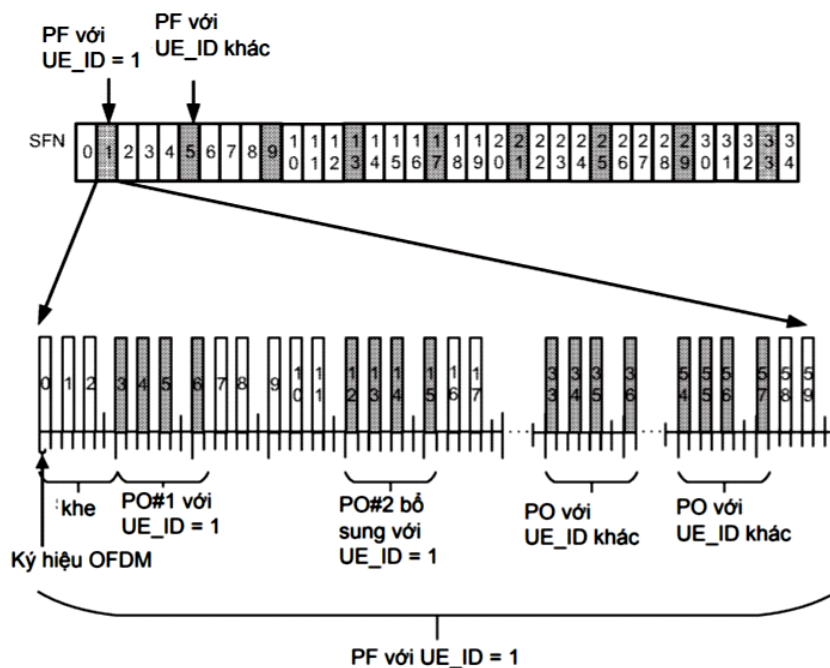 PF với
UE_ID = 1
PF với
UE_ID khác
SFN 0 1 2 3 4 5 6 7 8 9 10 11 12 13 14 15 16 17 18 19 20 21 22 23 24 25 26 27 28 29 30 31 32 33 34
0 1 2 3 4 5 6 7 8 9 10 11 12 13 14 15 16 17 33 34 35 36 54 55 56 57 58 59
khe
PO#1 với
UE_ID = 1
PO#2 bổ
sung với
UE_ID = 1
PO với
UE_ID khác
PO với
UE_ID khác
Ký hiệu OFDM
PF với UE_ID = 1